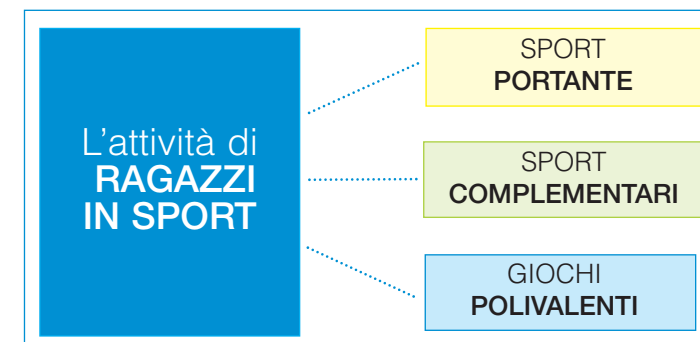 L'attività di
RAGAZZI
IN SPORT
SPORT
PORTANTE
SPORT
COMPLEMENTARI
GIOCHI
POLIVALENTI